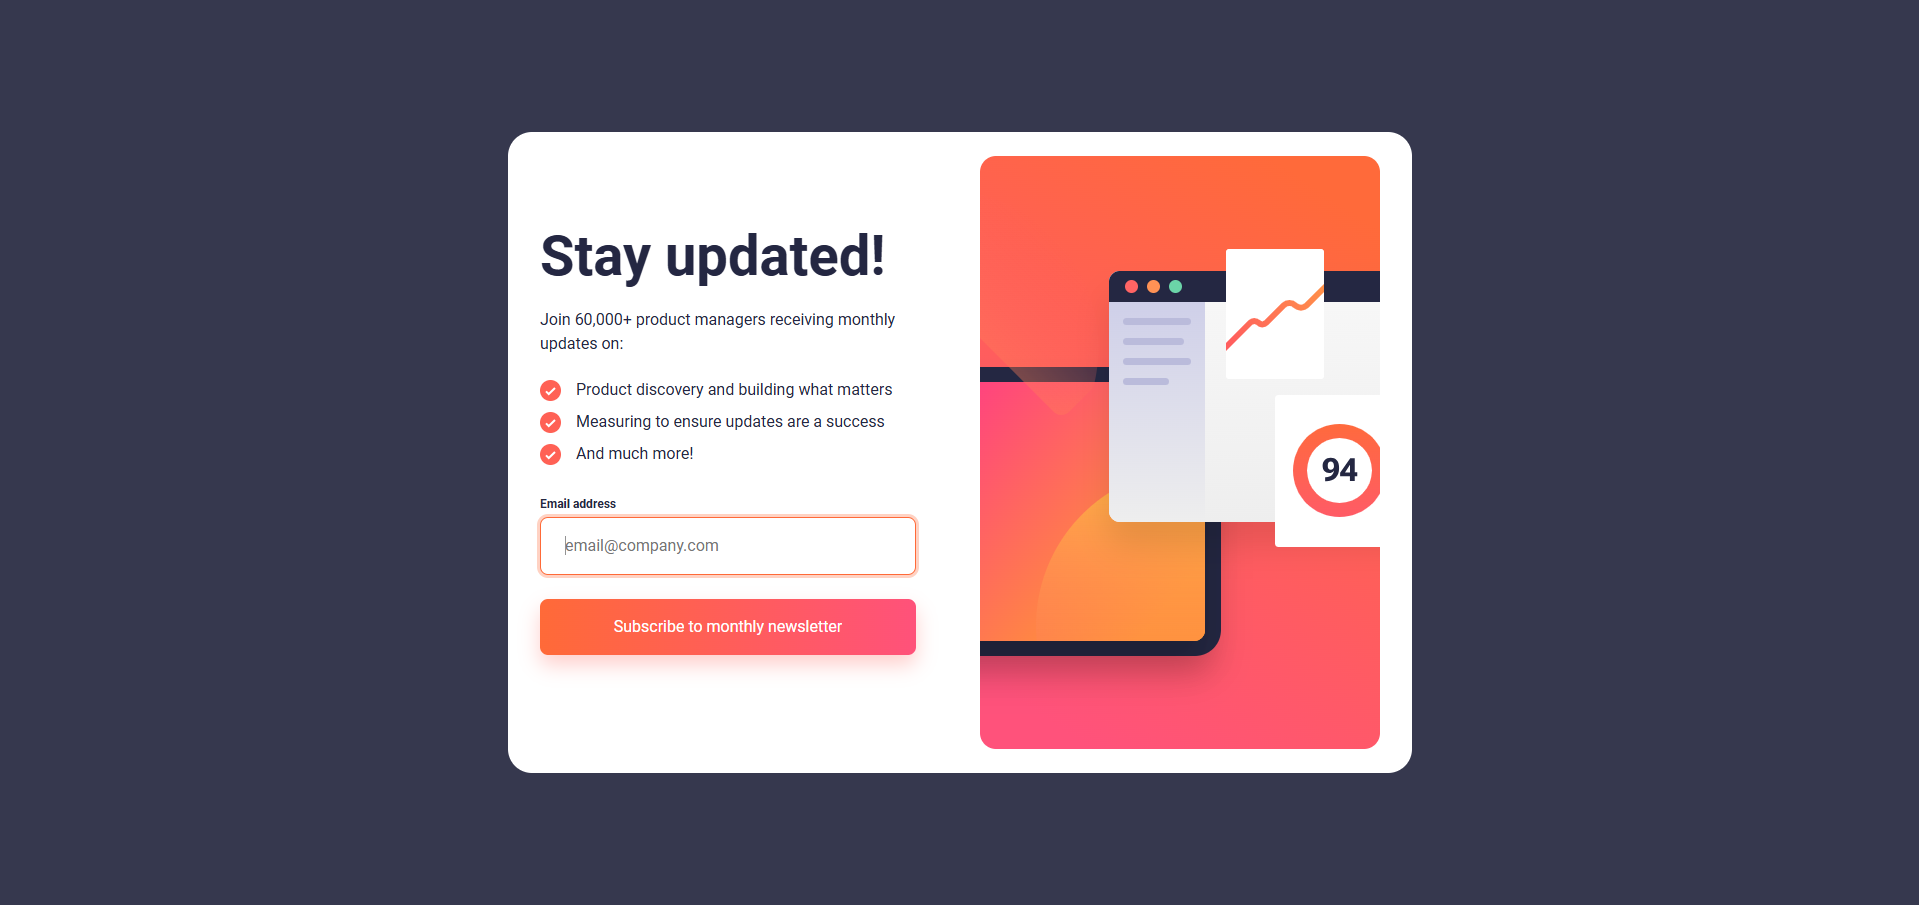 Stay updated!
Join 60,000+ product managers receiving monthly
updates on:
Product discovery and building what matters
Measuring to ensure updates are a success
And much more!
Email address
email@company.com
Subscribe to monthly newsletter
94